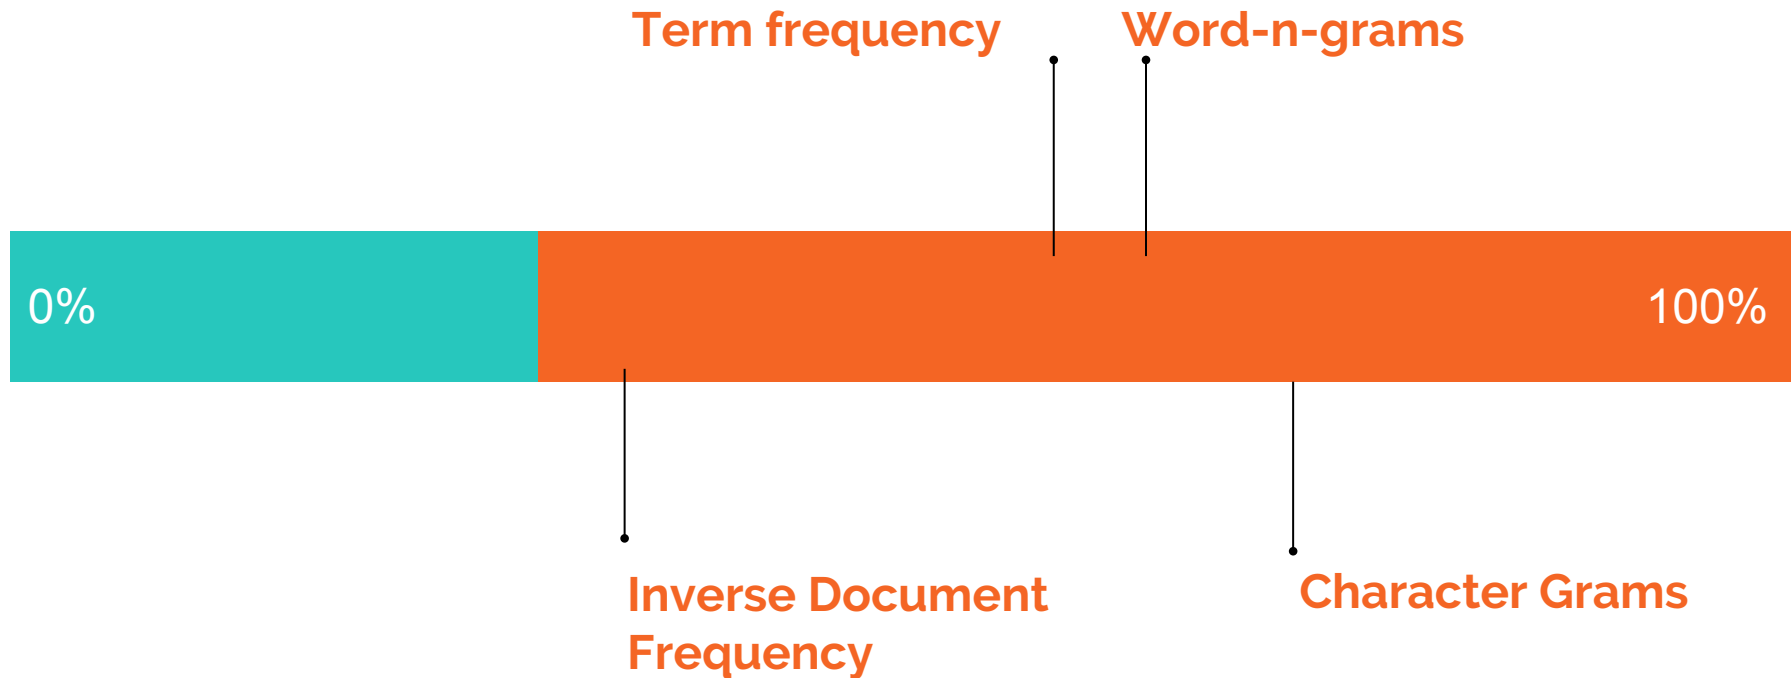 Term frequency
Word-n-grams
0%
100%
Inverse Document
Frequency
Character Grams